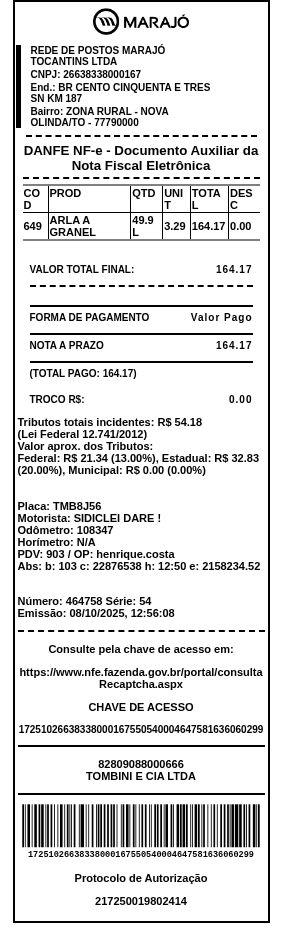 MARAJÓ
REDE DE POSTOS MARAJÓ
TOCANTINS LTDA
CNPJ: 26638338000167
End.: BR CENTO CINQUENTA E TRES
SN KM 187
Bairro: ZONA RURAL - NOVA
OLINDA/TO - 77790000
DANFE NF-e - Documento Auxiliar da
Nota Fiscal Eletrônica
COD PROD QTD UNIT TOTAL DESC
649 ARLA A GRANEL 49.9 L 3.29 164.17 0.00
VALOR TOTAL FINAL: 164.17
FORMA DE PAGAMENTO Valor Pago
NOTA A PRAZO 164.17
(TOTAL PAGO: 164.17)
TROCO R$: 0.00
Tributos totais incidentes: R$ 54.18
(Lei Federal 12.741/2012)
Valor aprox. dos Tributos:
Federal: R$ 21.34 (13.00%), Estadual: R$ 32.83
(20.00%), Municipal: R$ 0.00 (0.00%)
Placa: TMB8J56
Motorista: SIDICLEI DARE !
Odômetro: 108347
Horímetro: N/A
PDV: 903 / OP: henrique.costa
Abs: b: 103 c: 22876538 h: 12:50 e: 2158234.52
Número: 464758 Série: 54
Emissão: 08/10/2025, 12:56:08
Consulte pela chave de acesso em:
https://www.nfe.fazenda.gov.br/portal/consulta
Recaptcha.aspx
CHAVE DE ACESSO
17251026638338000167550540004647581636060299
82809088000666
TOMBINI E CIA LTDA
17251026638338000167550540004647581636060299
Protocolo de Autorização
217250019802414